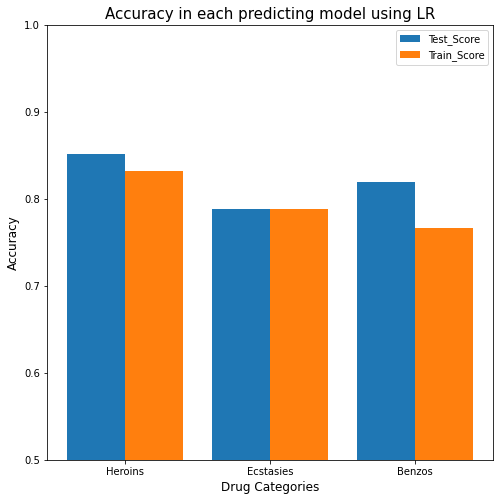 Accuracy in each predicting model using LR
Test_Score
Train_Score
1.0
0.9
0.8
0.7
0.6
0.5
Accuracy
Heroins
Ecstasies
Benzos
Drug Categories